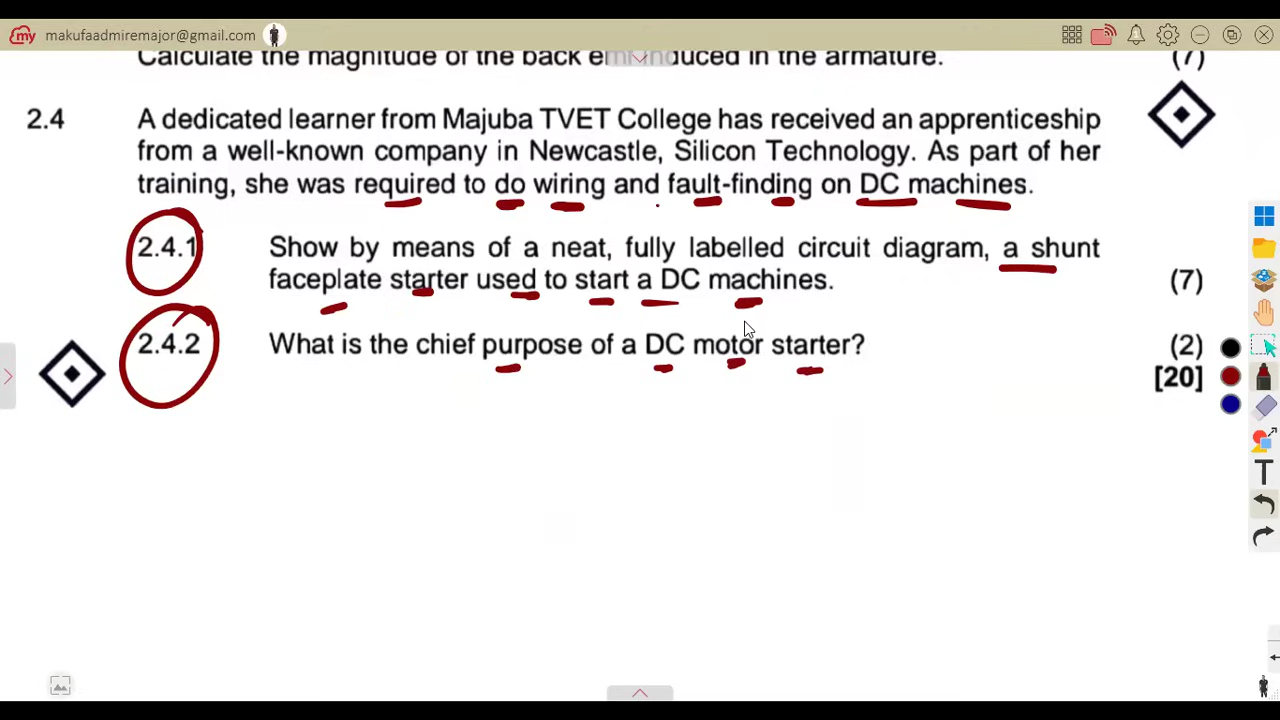 my makufaadmiremajor@gmail.com
Calculate the magnitude of the back emf induced in the armature. (7)
2.4 A dedicated learner from Majuba TVET College has received an apprenticeship
from a well-known company in Newcastle, Silicon Technology. As part of her
training, she was required to do wiring and fault-finding on DC machines.
2.4.1 Show by means of a neat, fully labelled circuit diagram, a shunt
faceplate starter used to start a DC machines. (7)
2.4.2 What is the chief purpose of a DC motor starter? (2)
[20]
T